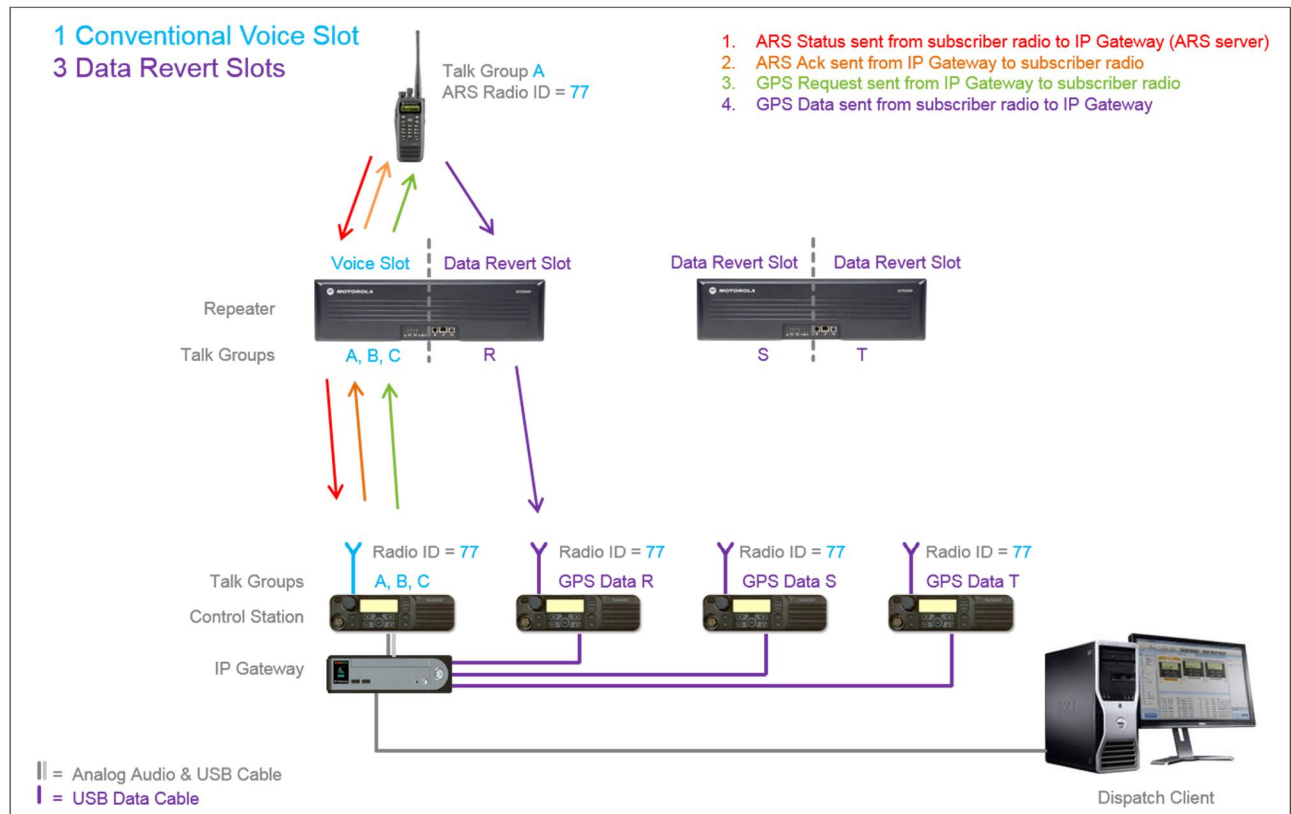 1 Conventional Voice Slot
3 Data Revert Slots
Talk Group A
ARS Radio ID = 77
1. ARS Status sent from subscriber radio to IP Gateway (ARS server)
2. ARS Ack sent from IP Gateway to subscriber radio
3. GPS Request sent from IP Gateway to subscriber radio
4. GPS Data sent from subscriber radio to IP Gateway
Voice Slot
Data Revert Slot
Data Revert Slot
Data Revert Slot
Repeater
MOTOROLA
MOTOROLA
Talk Groups
A, B, C
R
S
T
Radio ID = 77
Radio ID = 77
Radio ID = 77
Radio ID = 77
Talk Groups
A, B, C
GPS Data R
GPS Data S
GPS Data T
Control Station
IP Gateway
= Analog Audio & USB Cable
= USB Data Cable
Dispatch Client